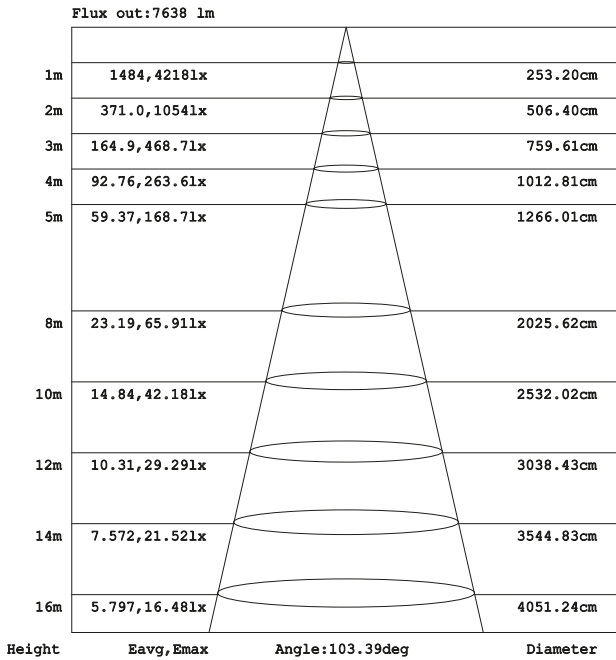 Flux out:7638 lm
1m 1484,4218lx 253.20cm
2m 371.0,1054lx 506.40cm
3m 164.9,468.7lx 759.61cm
4m 92.76,263.6lx 1012.81cm
5m 59.37,168.7lx 1266.01cm
8m 23.19,65.91lx 2025.62cm
10m 14.84,42.18lx 2532.02cm
12m 10.31,29.29lx 3038.43cm
14m 7.572,21.52lx 3544.83cm
16m 5.797,16.48lx 4051.24cm
Height Eavg,Emax Angle:103.39deg Diameter